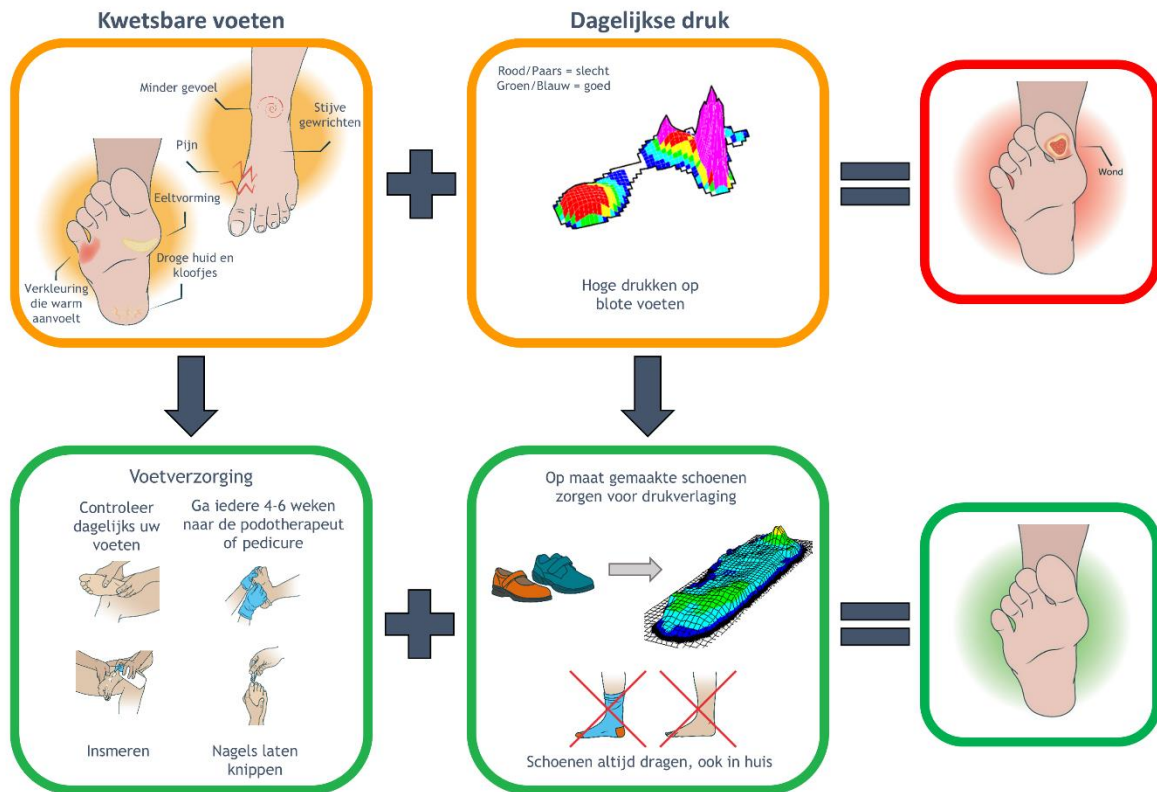 Kwetsbare voeten
Dagelijkse druk
Minder gevoel
Stijve
gewrichten
Pijn
Eeltvorming
Droge huid en
kloofjes
Verkleuring
die warm
aanvoelt
Rood/Paars = slecht
Groen/Blauw = goed
Hoge drukken op
blote voeten
Wond
Voetverzorging
Controleer
dagelijks uw
voeten
Ga iedere 4-6 weken
naar de podotherapeut
of pedicure
Insmeren
Nagels laten
knippen
Op maat gemaakte schoenen
zorgen voor drukverlaging
Schoenen altijd dragen, ook in huis